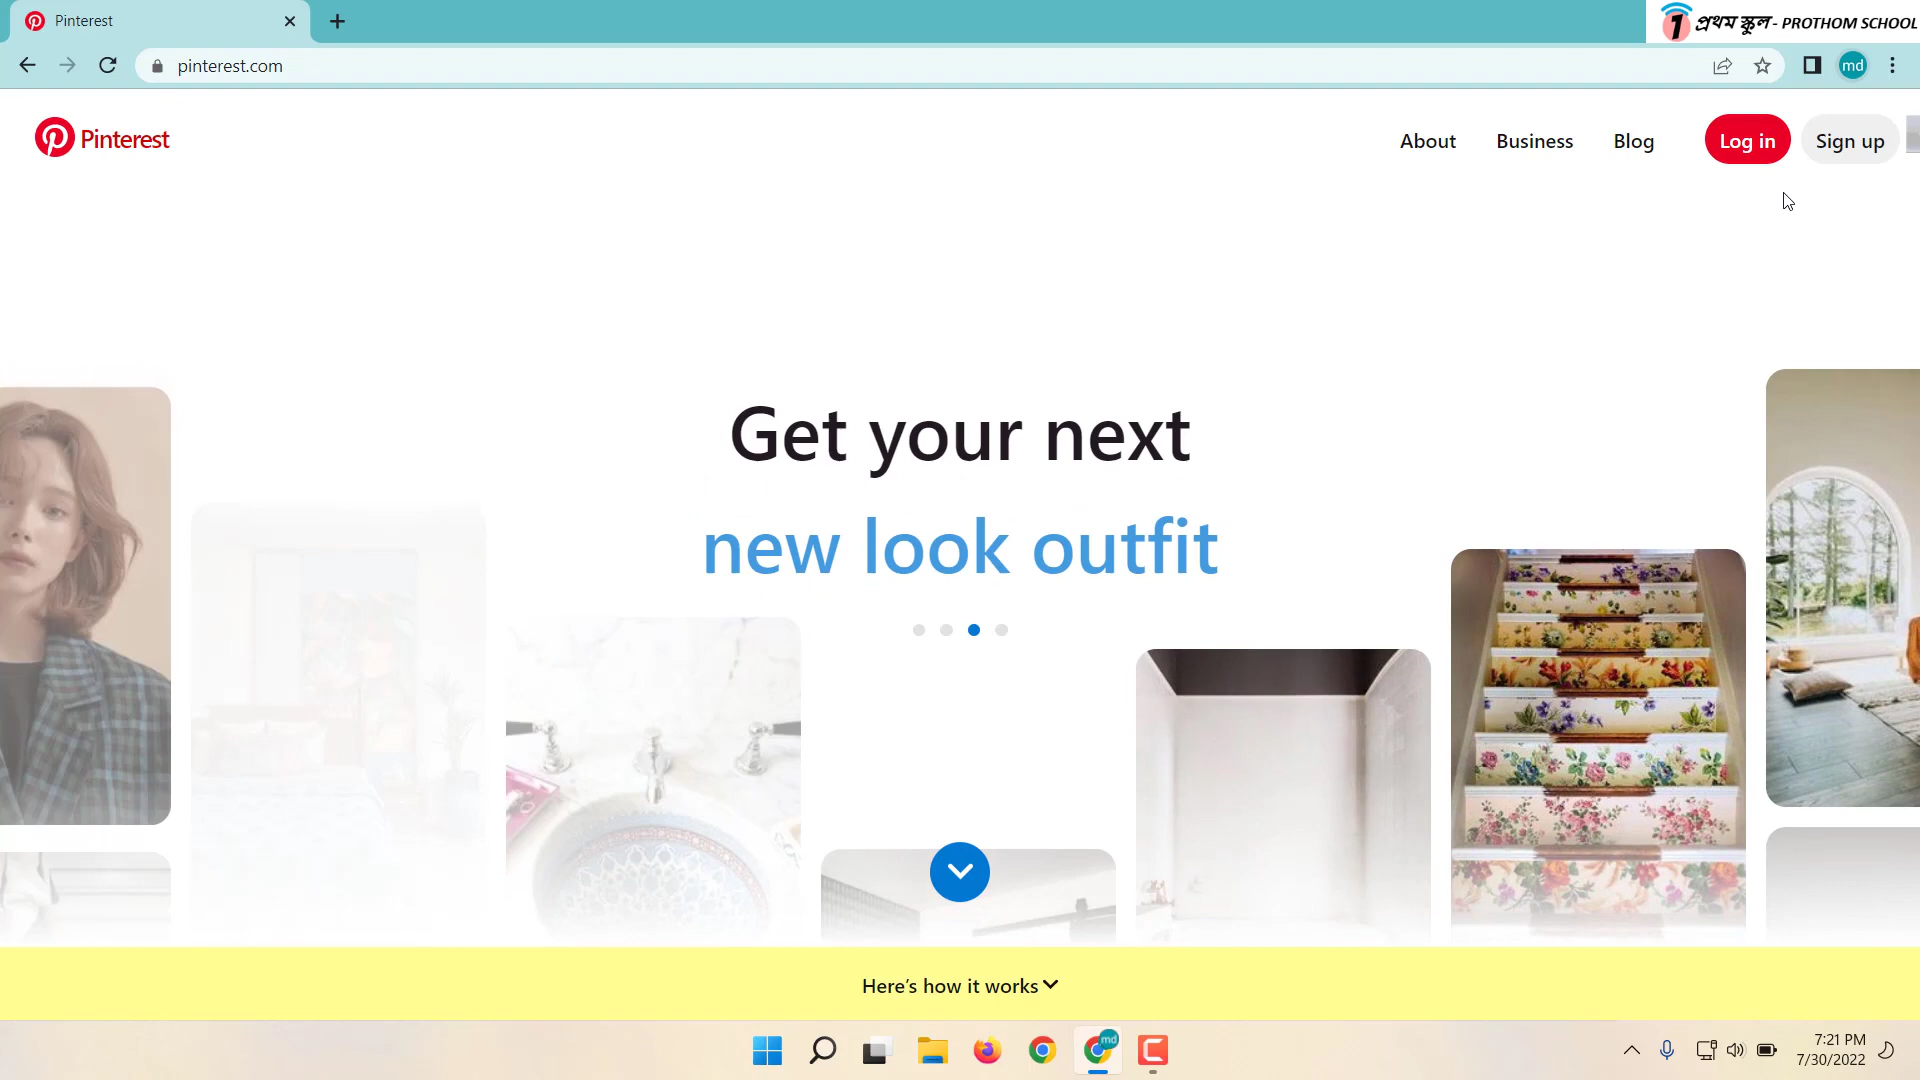 Pinterest
প্রথম স্কুল - PROTHOM SCHOOL
pinterest.com
md
Pinterest
About
Business
Blog
Log in
Sign up
Get your next
new look outfit
Here's how it works
md
7:21 PM
7/30/2022